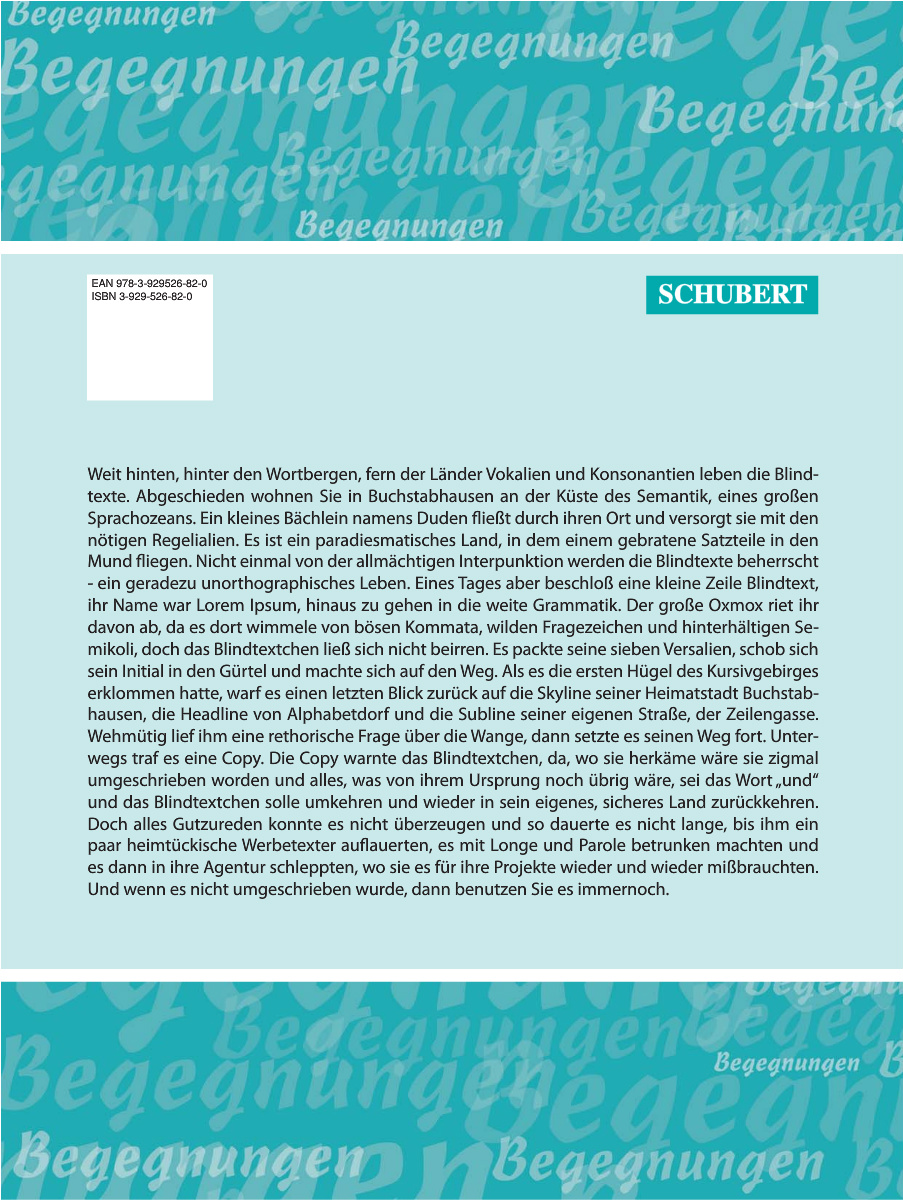 Begegnungen
Begegnungen
Begegnungen
Begegnungen
Begegnungen
Begegnungen
EAN 978-3-929526-82-0
ISBN 3-929-526-82-0
SCHUBERT
Weit hinten, hinter den Wortbergen, fern der Länder Vokalien und Konsonantien leben die Blind-
texte. Abgeschieden wohnen Sie in Buchstabhausen an der Küste des Semantik, eines großen
Sprachozeans. Ein kleines Bächlein namens Duden fließt durch ihren Ort und versorgt sie mit den
nötigen Regelialien. Es ist ein paradiesmatisches Land, in dem einem gebratene Satzteile in den
Mund fliegen. Nicht einmal von der allmächtigen Interpunktion werden die Blindtexte beherrscht
- ein geradezu unorthographisches Leben. Eines Tages aber beschloß eine kleine Zeile Blindtext,
ihr Name war Lorem Ipsum, hinaus zu gehen in die weite Grammatik. Der große Oxmox riet ihr
davon ab, da es dort wimmele von bösen Kommata, wilden Fragezeichen und hinterhältigen Se-
mikoli, doch das Blindtextchen ließ sich nicht beirren. Es packte seine sieben Versalien, schob sich
sein Initial in den Gürtel und machte sich auf den Weg. Als es die ersten Hügel des Kursivgebirges
erklommen hatte, warf es einen letzten Blick zurück auf die Skyline seiner Heimatstadt Buchstab-
hausen, die Headline von Alphabetdorf und die Subline seiner eigenen Straße, der Zeilengasse.
Wehmütig lief ihm eine rethorische Frage über die Wange, dann setzte es seinen Weg fort. Unter-
wegs traf es eine Copy. Die Copy warnte das Blindtextchen, da, wo sie herkäme wäre sie zigmal
umgeschrieben worden und alles, was von ihrem Ursprung noch übrig wäre, sei das Wort „und“
und das Blindtextchen solle umkehren und wieder in sein eigenes, sicheres Land zurückkehren.
Doch alles Gutzureden konnte es nicht überzeugen und so dauerte es nicht lange, bis ihm ein
paar heimtückische Werbetexter auflauerten, es mit Longe und Parole betrunken machten und
es dann in ihre Agentur schleppten, wo sie es für ihre Projekte wieder und wieder mißbrauchten.
Und wenn es nicht umgeschrieben wurde, dann benutzen Sie es immernoch.
Begegnungen
Begegnungen
Begegnungen
Begegnungen
Begegnungen